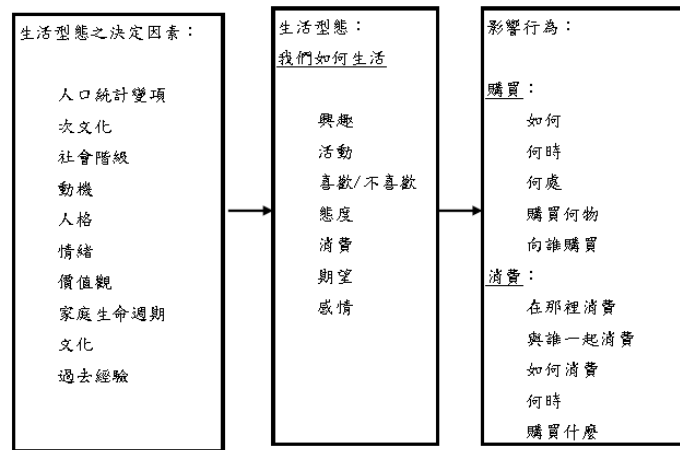 生活型態之決定因素：
人口統計變項
次文化
社會階級
動機
人格
情緒
價值觀
家庭生命週期
文化
過去經驗
生活型態：
我們如何生活
興趣
活動
喜歡/不喜歡
態度
消費
期望
感情
影響行為：
購買：
如何
何時
何處
購買何物
向誰購買
消費：
在那裡消費
與誰一起消費
如何消費
何時
購買什麼